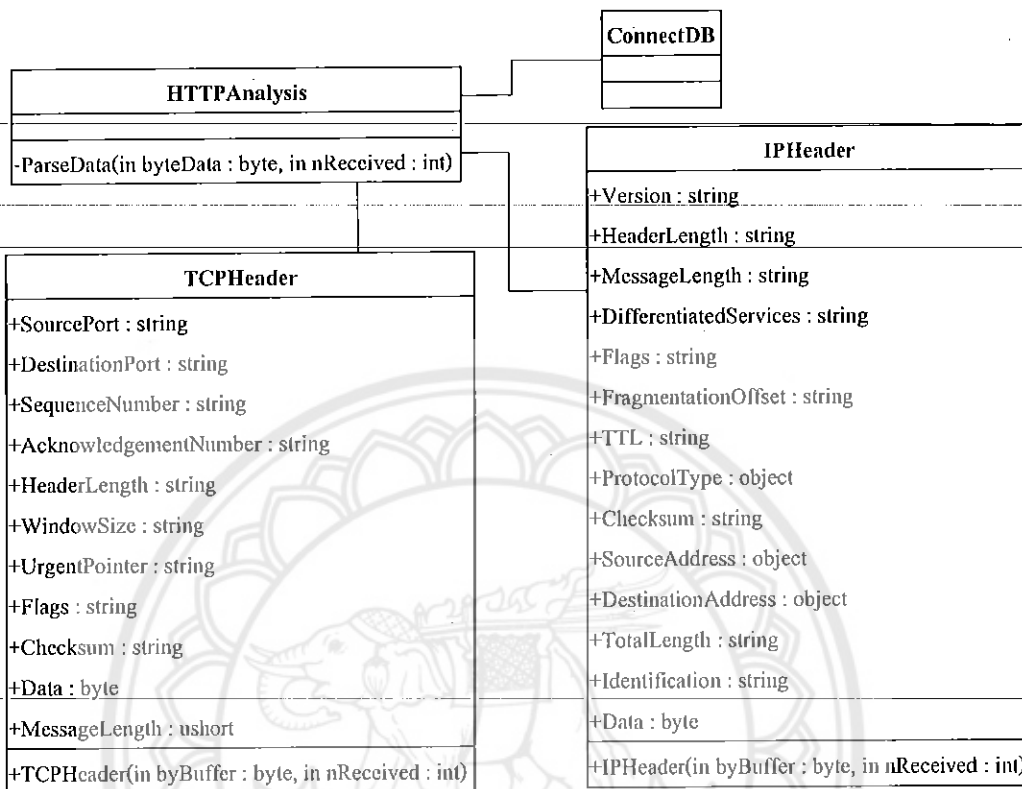 ConnectDB
HTTPAnalysis
-ParseData(in byteData : byte, in nReceived : int)
IPHeader
+Version : string
+HeaderLength : string
+MessageLength : string
+DifferentiatedServices : string
+Flags : string
+FragmentationOffset : string
+TTL : string
+ProtocolType : object
+Checksum : string
+SourceAddress : object
+DestinationAddress : object
+TotalLength : string
+Identification : string
+Data : byte
+IPHeader(in byBuffer : byte, in nReceived : int)
TCPHeader
+SourcePort : string
+DestinationPort : string
+SequenceNumber : string
+AcknowledgementNumber : string
+HeaderLength : string
+WindowSize : string
+UrgentPointer : string
+Flags : string
+Checksum : string
+Data : byte
+MessageLength : ushort
+TCPHeader(in byBuffer : byte, in nReceived : int)